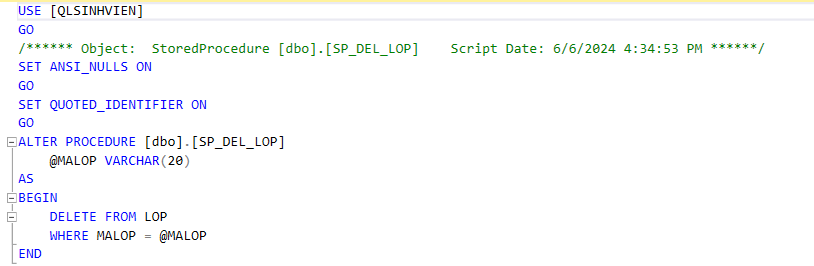 USE [QLSINHVIEN]
GO
/****** Object:  StoredProcedure [dbo].[SP_DEL_LOP]    Script Date: 6/6/2024 4:34:53 PM ******/
SET ANSI_NULLS ON
GO
SET QUOTED_IDENTIFIER ON
GO
ALTER PROCEDURE [dbo].[SP_DEL_LOP]
    @MALOP VARCHAR(20)
AS
BEGIN
    DELETE FROM LOP
    WHERE MALOP = @MALOP
END